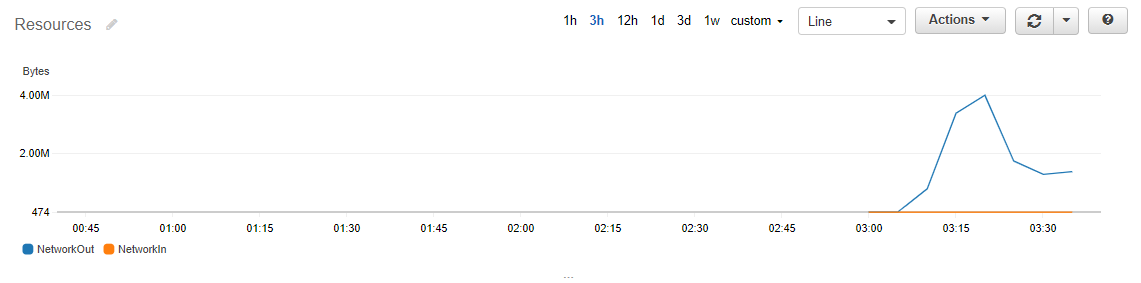 Resources 1h 3h 12h 1d 3d 1w custom Line Actions
Bytes
4.00M
2.00M
474
00:45 01:00 01:15 01:30 01:45 02:00 02:15 02:30 02:45 03:00 03:15 03:30
NetworkOut NetworkIn
...